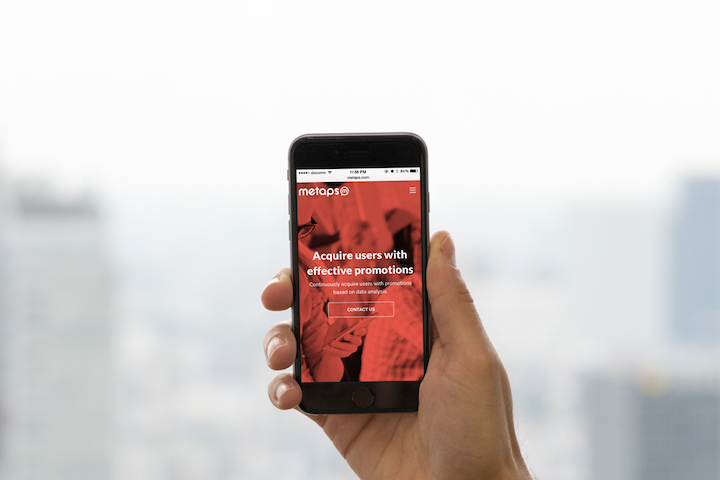 docomo 11:56 PM 84%
metaps.com
metaps
Acquire users with
effective promotions
Continuously acquire users with promotions
based on data analysis.
CONTACT US